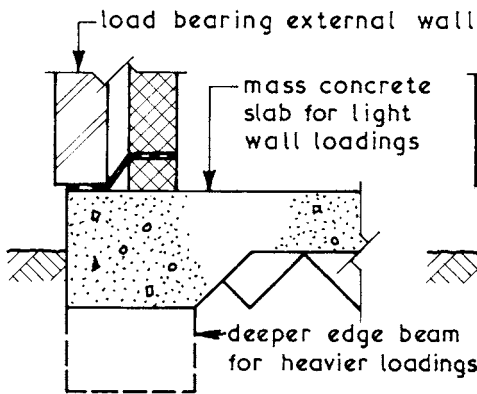 load bearing external wall
mass concrete
slab for light
wall loadings
deeper edge beam
for heavier loadings